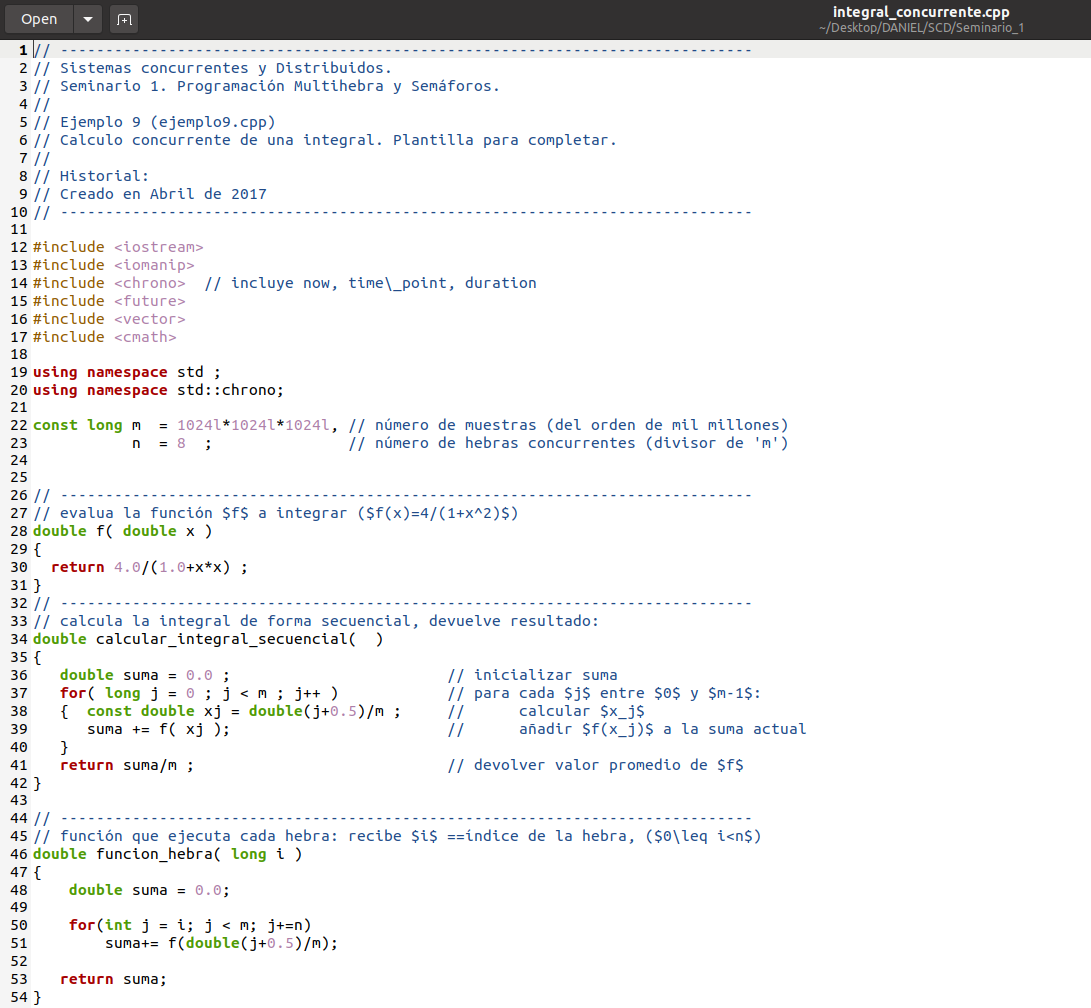 Open
integral_concurrente.cpp
~/Desktop/DANIEL/SCD/Seminario_1
1 // -----------------------------------------------------------------------------
2 // Sistemas concurrentes y Distribuidos.
3 // Seminario 1. Programación Multihebra y Semáforos.
4 //
5 // Ejemplo 9 (ejemplo9.cpp)
6 // Calculo concurrente de una integral. Plantilla para completar.
7 //
8 // Historial:
9 // Creado en Abril de 2017
10 // -----------------------------------------------------------------------------
11
12 #include <iostream>
13 #include <iomanip>
14 #include <chrono>  // incluye now, time\_point, duration
15 #include <future>
16 #include <vector>
17 #include <cmath>
18
19 using namespace std ;
20 using namespace std::chrono;
21
22 const long m  = 1024l*1024l*1024l, // número de muestras (del orden de mil millones)
23            n  = 8  ;               // número de hebras concurrentes (divisor de 'm')
24
25
26 // -----------------------------------------------------------------------------
27 // evalua la función $f$ a integrar ($f(x)=4/(1+x^2)$)
28 double f( double x )
29 {
30   return 4.0/(1.0+x*x) ;
31 }
32 // -----------------------------------------------------------------------------
33 // calcula la integral de forma secuencial, devuelve resultado:
34 double calcular_integral_secuencial(  )
35 {
36    double suma = 0.0 ;                        // inicializar suma
37    for( long j = 0 ; j < m ; j++ )            // para cada $j$ entre $0$ y $m-1$:
38    {  const double xj = double(j+0.5)/m ;     //      calcular $x_j$
39       suma += f( xj );                        //      añadir $f(x_j)$ a la suma actual
40    }
41    return suma/m ;                            // devolver valor promedio de $f$
42 }
43
44 // -----------------------------------------------------------------------------
45 // función que ejecuta cada hebra: recibe $i$ ==índice de la hebra, ($0\leq i<n$)
46 double funcion_hebra( long i )
47 {
48     double suma = 0.0;
49
50     for(int j = i; j < m; j+=n)
51         suma+= f(double(j+0.5)/m);
52
53    return suma;
54 }